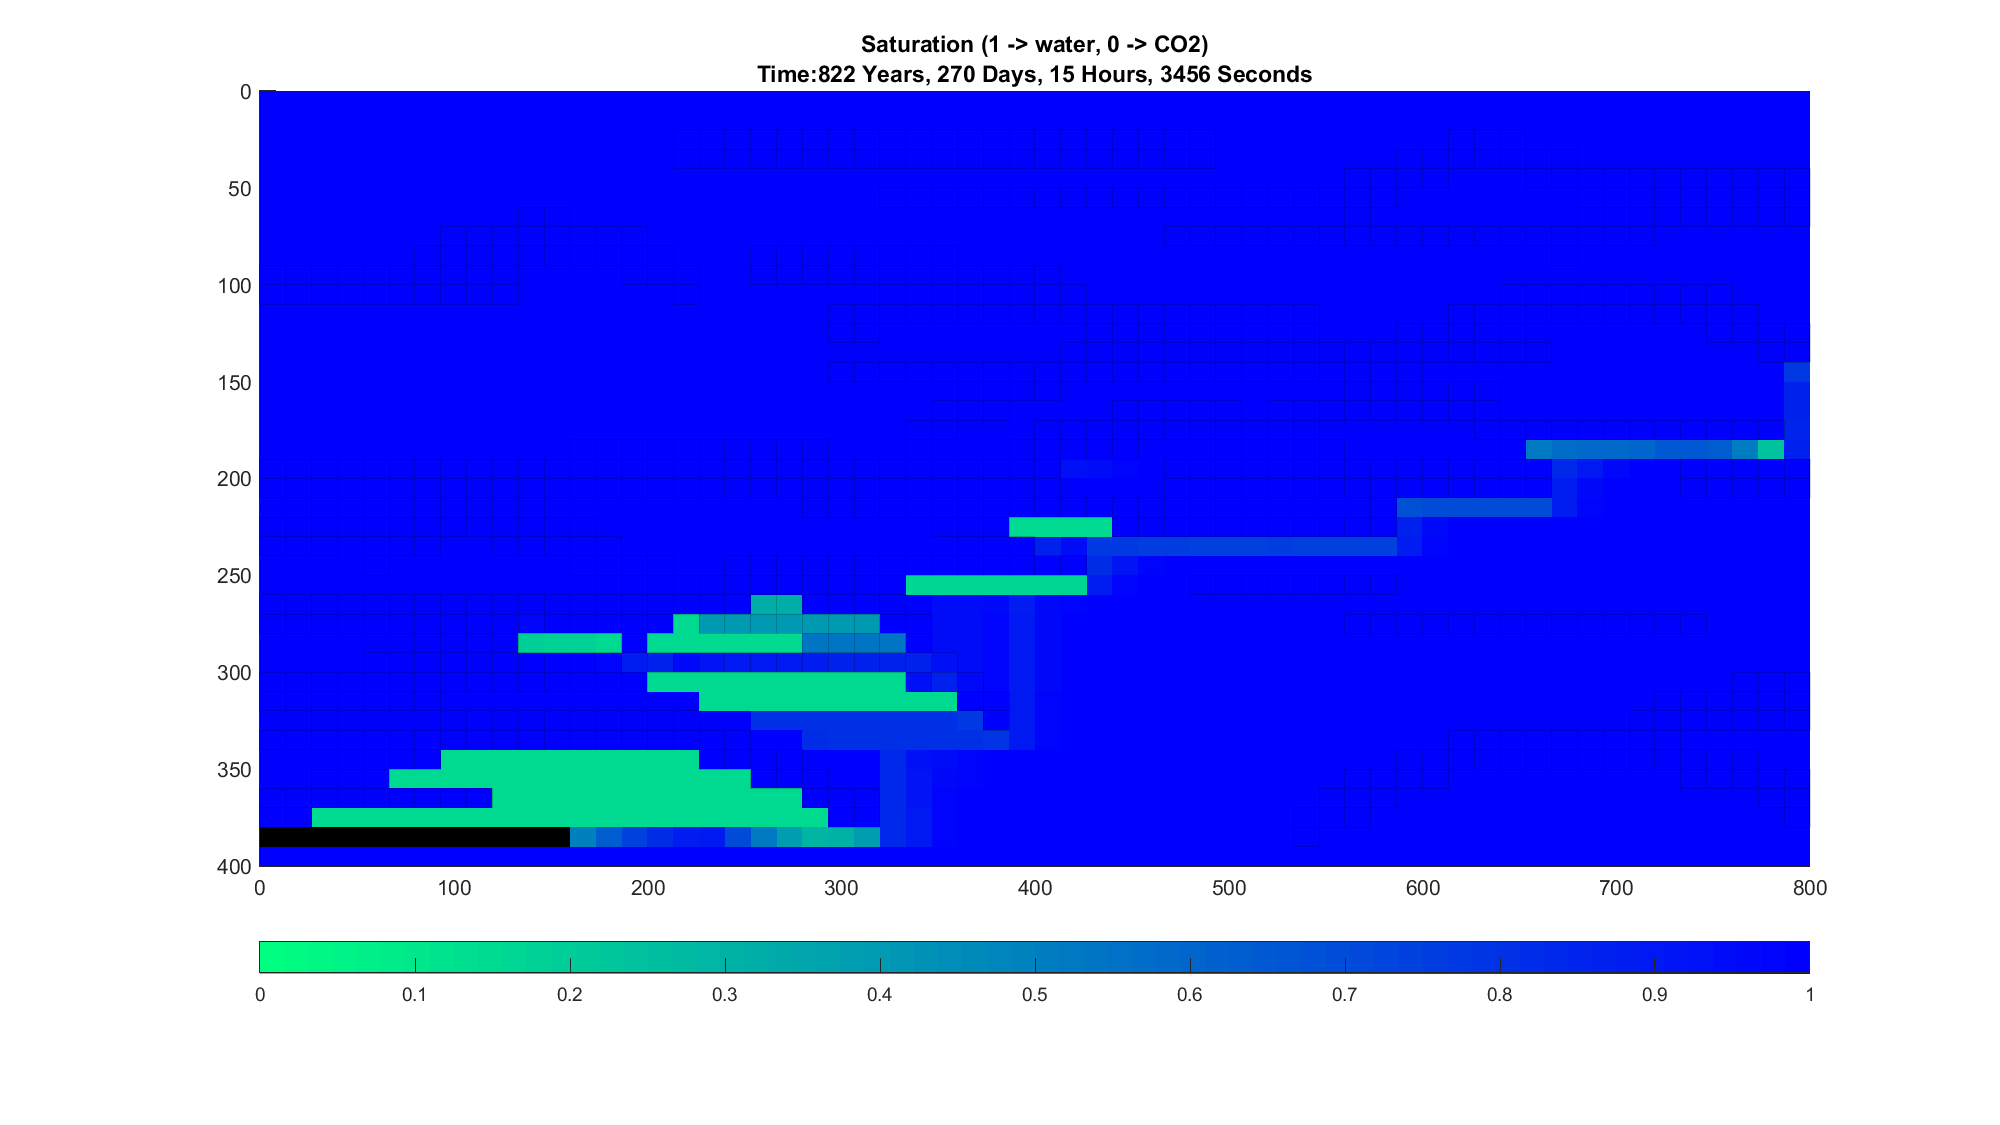 Saturation (1 -> water, 0 -> CO2)
Time:822 Years, 270 Days, 15 Hours, 3456 Seconds
0
50
100
150
200
250
300
350
400
0 100 200 300 400 500 600 700 800
0 0.1 0.2 0.3 0.4 0.5 0.6 0.7 0.8 0.9 1